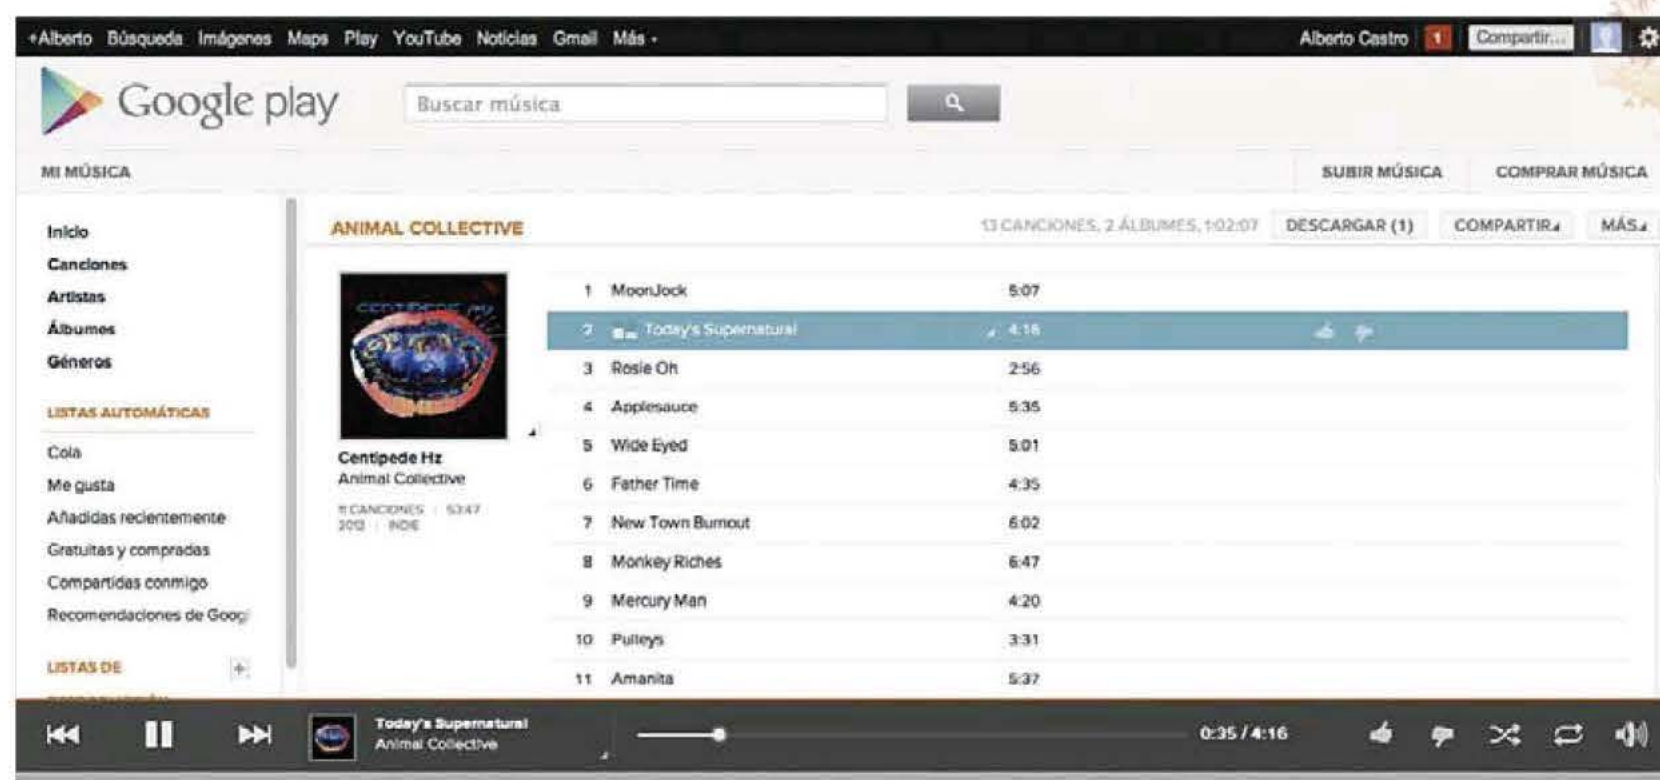 +Alberto Búsqueda Imágenes Maps Play YouTube Noticias Gmail Más
Alberto Castro 1 Compartir...
Google play
Buscar música
MI MÚSICA
SUBIR MÚSICA COMPRAR MÚSICA
Inicio
Canciones
Artistas
Álbumes
Géneros
LISTAS AUTOMÁTICAS
Cola
Me gusta
Añadidas recientemente
Gratuitas y compradas
Compartidas conmigo
Recomendaciones de Goog
LISTAS DE
ANIMAL COLLECTIVE
13 CANCIONES, 2 ÁLBUMES, 1:02:07 DESCARGAR (1) COMPARTIR MÁS
CENTIPEDE HZ
Centipede Hz
Animal Collective
11 CANCIONES | 53:47
2012 | INDIE
1 MoonJock 5:07
2 Today's Supernatural 4:16
3 Rosie Oh 2:56
4 Applesauce 5:35
5 Wide Eyed 5:01
6 Father Time 4:35
7 New Town Burnout 6:02
8 Monkey Riches 6:47
9 Mercury Man 4:20
10 Pulleys 3:31
11 Amanita 5:37
Today's Supernatural
Animal Collective
0:35 / 4:16